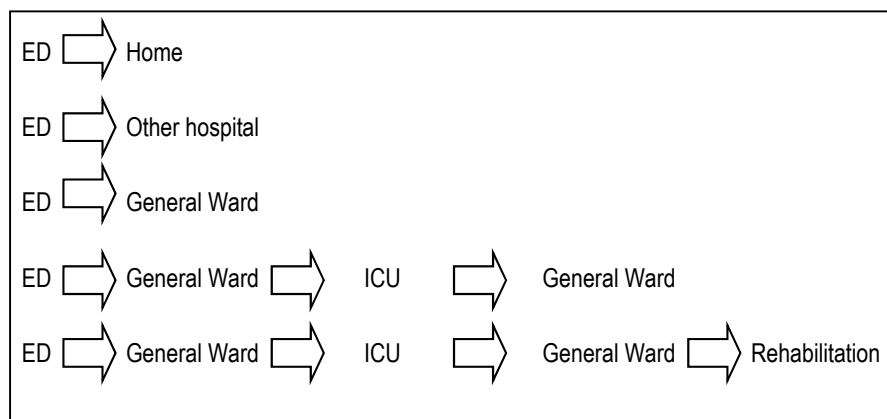 ED Home
ED Other hospital
ED General Ward
ED General Ward ICU General Ward
ED General Ward ICU General Ward Rehabilitation